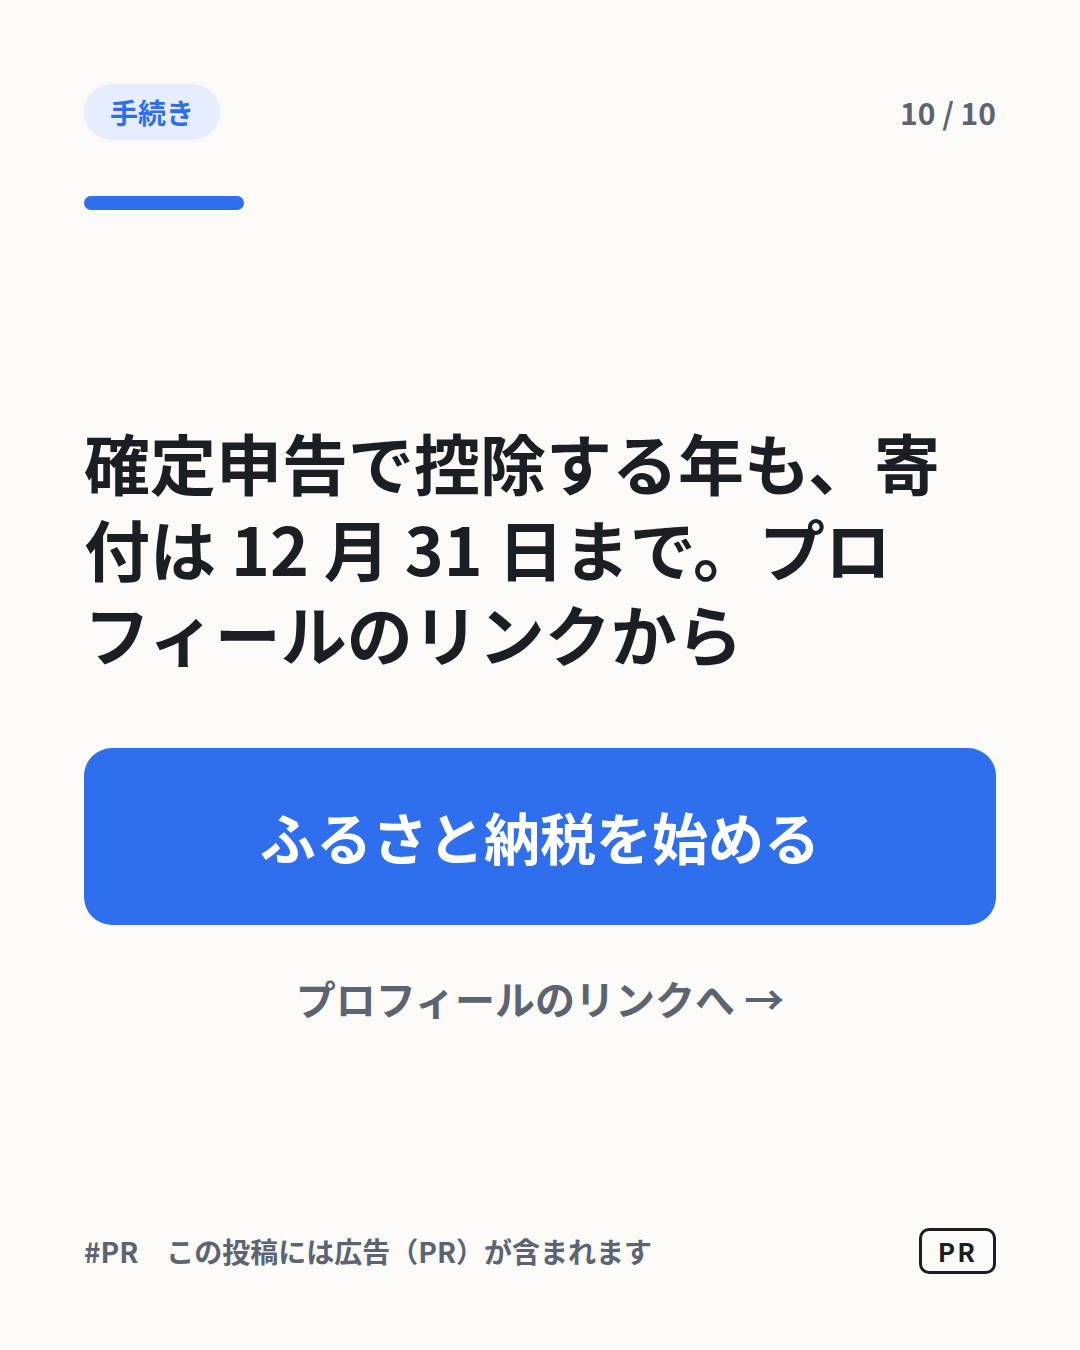 手続き
10 / 10
確定申告で控除する年も、寄
付は 12 月 31 日まで。プロ
フィールのリンクから
ふるさと納税を始める
プロフィールのリンクへ →
#PR　この投稿には広告（PR）が含まれます
PR